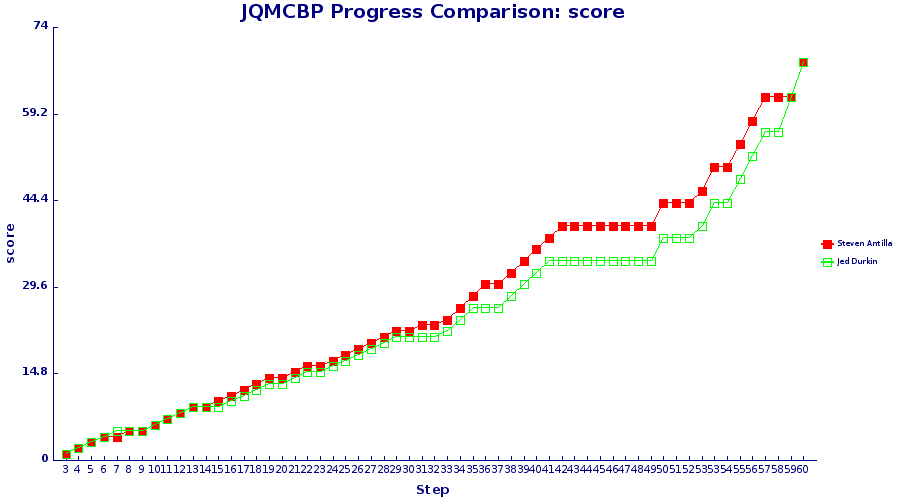 JQMCBP Progress Comparison: score
74
59.2
44.4
29.6
14.8
0
score
3 4 5 6 7 8 9 10 11 12 13 14 15 16 17 18 19 20 21 22 23 24 25 26 27 28 29 30 31 32 33 34 35 36 37 38 39 40 41 42 43 44 45 46 47 48 49 50 51 52 53 54 55 56 57 58 59 60
Step
Steven Antilla
Jed Durkin